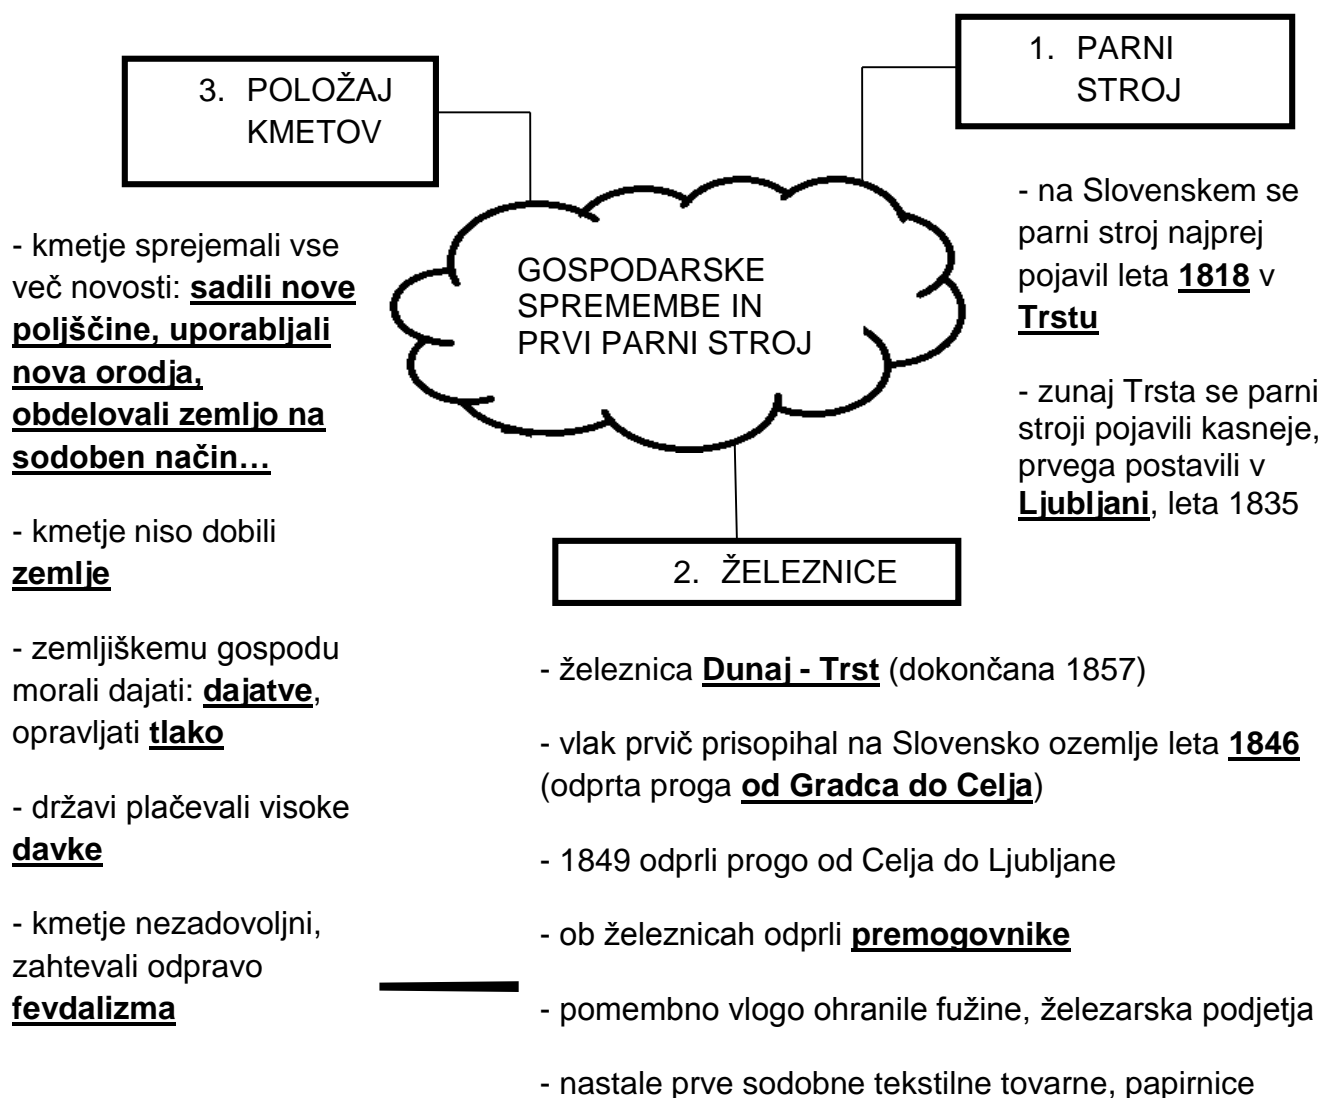 GOSPODARSKE
SPREMEMBE IN
PRVI PARNI STROJ
1. PARNI
STROJ
- na Slovenskem se
parni stroj najprej
pojavil leta 1818 v
Trstu
- zunaj Trsta se parni
stroji pojavili kasneje,
prvega postavili v
Ljubljani, leta 1835
2. ŽELEZNICE
- železnica Dunaj - Trst (dokončana 1857)
- vlak prvič prisopihal na Slovensko ozemlje leta 1846
(odprta proga od Gradca do Celja)
- 1849 odprli progo od Celja do Ljubljane
- ob železnicah odprli premogovnike
- pomembno vlogo ohranile fužine, železarska podjetja
- nastale prve sodobne tekstilne tovarne, papirnice
3. POLOŽAJ
KMETOV
- kmetje sprejemali vse
več novosti: sadili nove
poljščine, uporabljali
nova orodja,
obdelovali zemljo na
sodoben način…
- kmetje niso dobili
zemlje
- zemljiškemu gospodu
morali dajati: dajatve,
opravljati tlako
- državi plačevali visoke
davke
- kmetje nezadovoljni,
zahtevali odpravo
fevdalizma